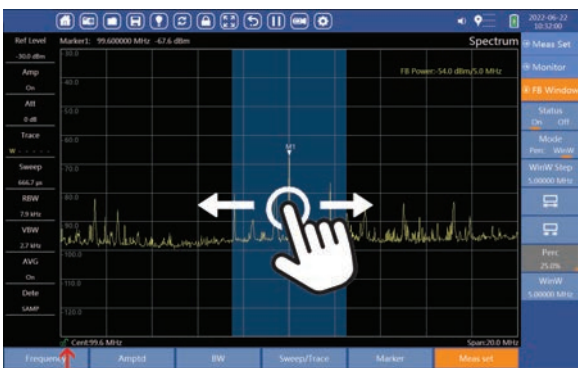 2022-06-22
10:32:00
Ref Level
Marker1: 99.600000 MHz -67.6 dBm
Spectrum
Meas Set
-30.0 dBm
-30.0
Amp
FB Power:-54.0 dBm/5.0 MHz
Monitor
On
-40.0
FB Window
Att
-50.0
Status
0 dB
On Off
Trace
-60.0
Mode
W - - - - -
M1
Perc WinW
Sweep
-70.0
WinW Step
666.7 µs
5.00000 MHz
RBW
-80.0
7.9 kHz
VBW
-90.0
2.7 kHz
AVG
-100.0
Perc
On
25.0%
Dete
-110.0
WinW
SAMP
5.00000 MHz
-120.0
Cent:99.6 MHz
Span:20.0 MHz
Frequency
Amptd
BW
Sweep/Trace
Marker
Meas set